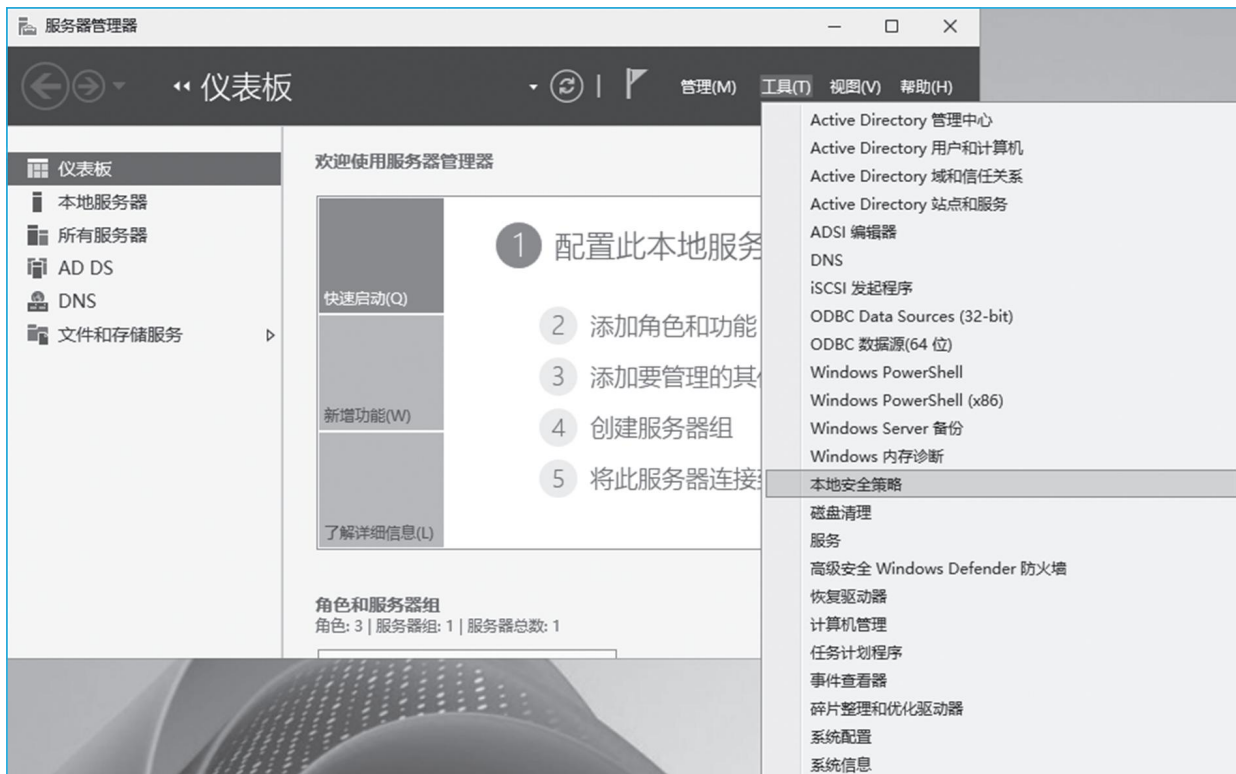 服务器管理器
仪表板
管理(M) 工具(T) 视图(V) 帮助(H)
仪表板
本地服务器
所有服务器
AD DS
DNS
文件和存储服务
欢迎使用服务器管理器
快速启动(Q)
新增功能(W)
了解详细信息(L)
1 配置此本地服务
2 添加角色和功能
3 添加要管理的其
4 创建服务器组
5 将此服务器连接
角色和服务器组
角色: 3 | 服务器组: 1 | 服务器总数: 1
Active Directory 管理中心
Active Directory 用户和计算机
Active Directory 域和信任关系
Active Directory 站点和服务
ADSI 编辑器
DNS
iSCSI 发起程序
ODBC Data Sources (32-bit)
ODBC 数据源(64 位)
Windows PowerShell
Windows PowerShell (x86)
Windows Server 备份
Windows 内存诊断
本地安全策略
磁盘清理
服务
高级安全 Windows Defender 防火墙
恢复驱动器
计算机管理
任务计划程序
事件查看器
碎片整理和优化驱动器
系统配置
系统信息